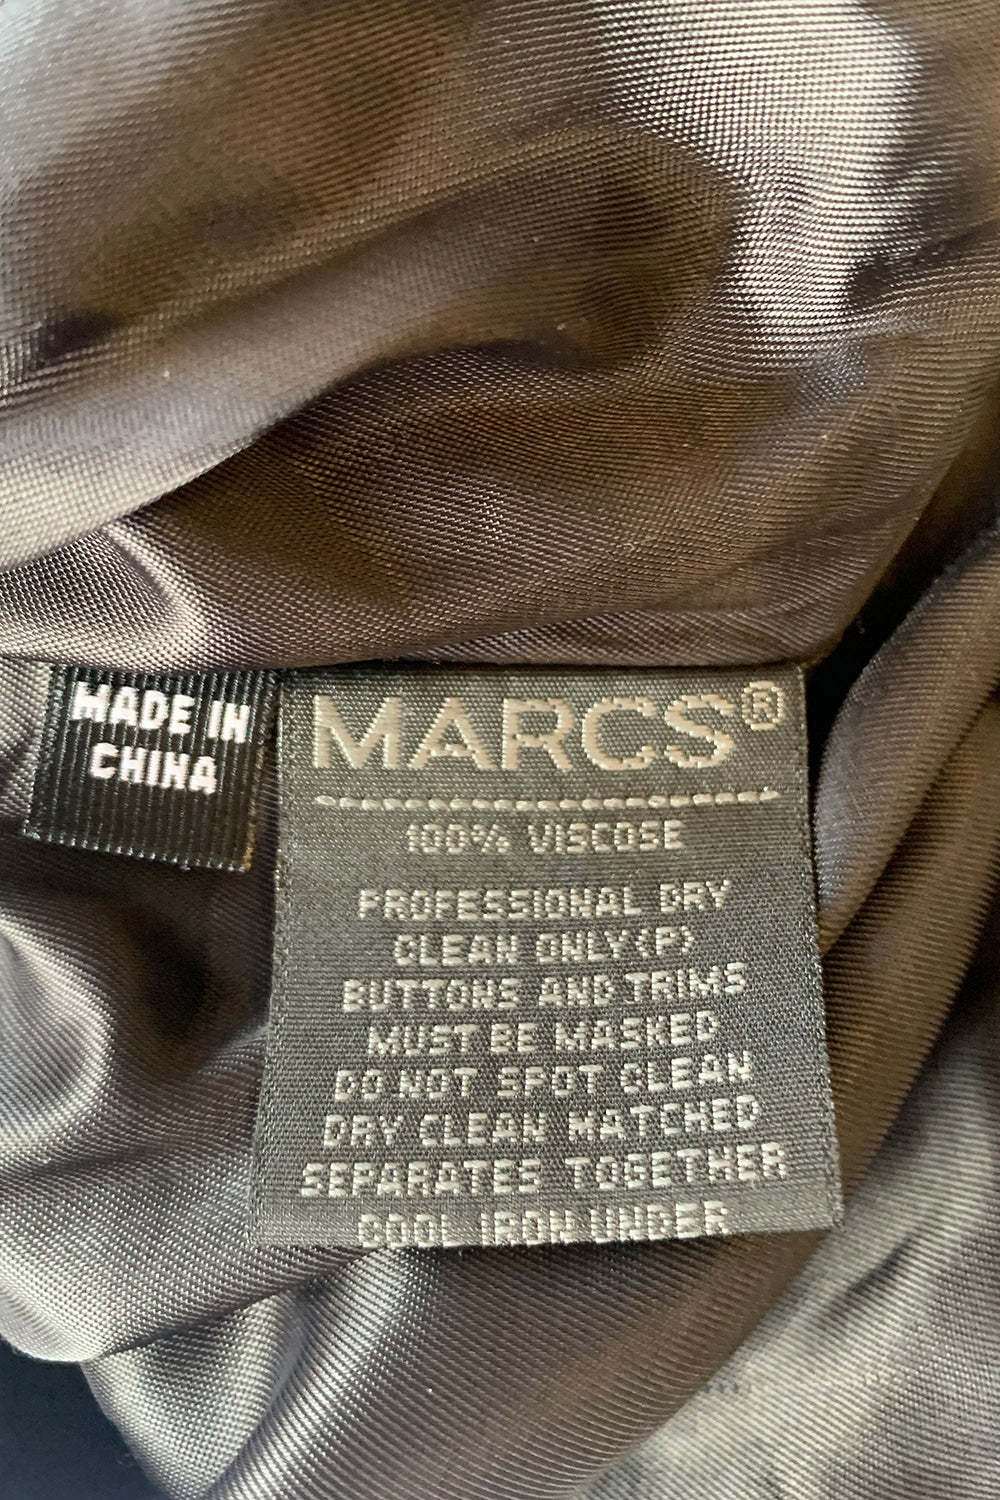 MADE IN
CHINA
MARCS®
100% VISCOSE
PROFESSIONAL DRY
CLEAN ONLY(P)
BUTTONS AND TRIMS
MUST BE MASKED
DO NOT SPOT CLEAN
DRY CLEAN MATCHED
SEPARATES TOGETHER
COOL IRON UNDER